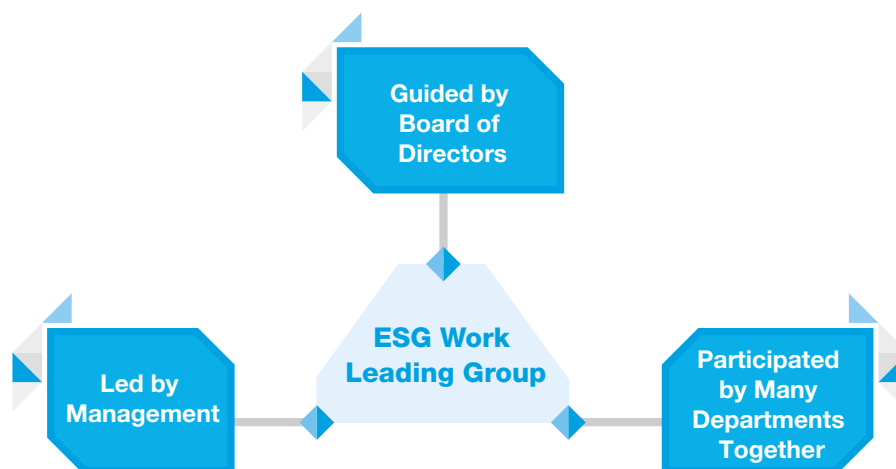 Guided by
Board of
Directors
ESG Work
Leading Group
Led by
Management
Participated
by Many
Departments
Together